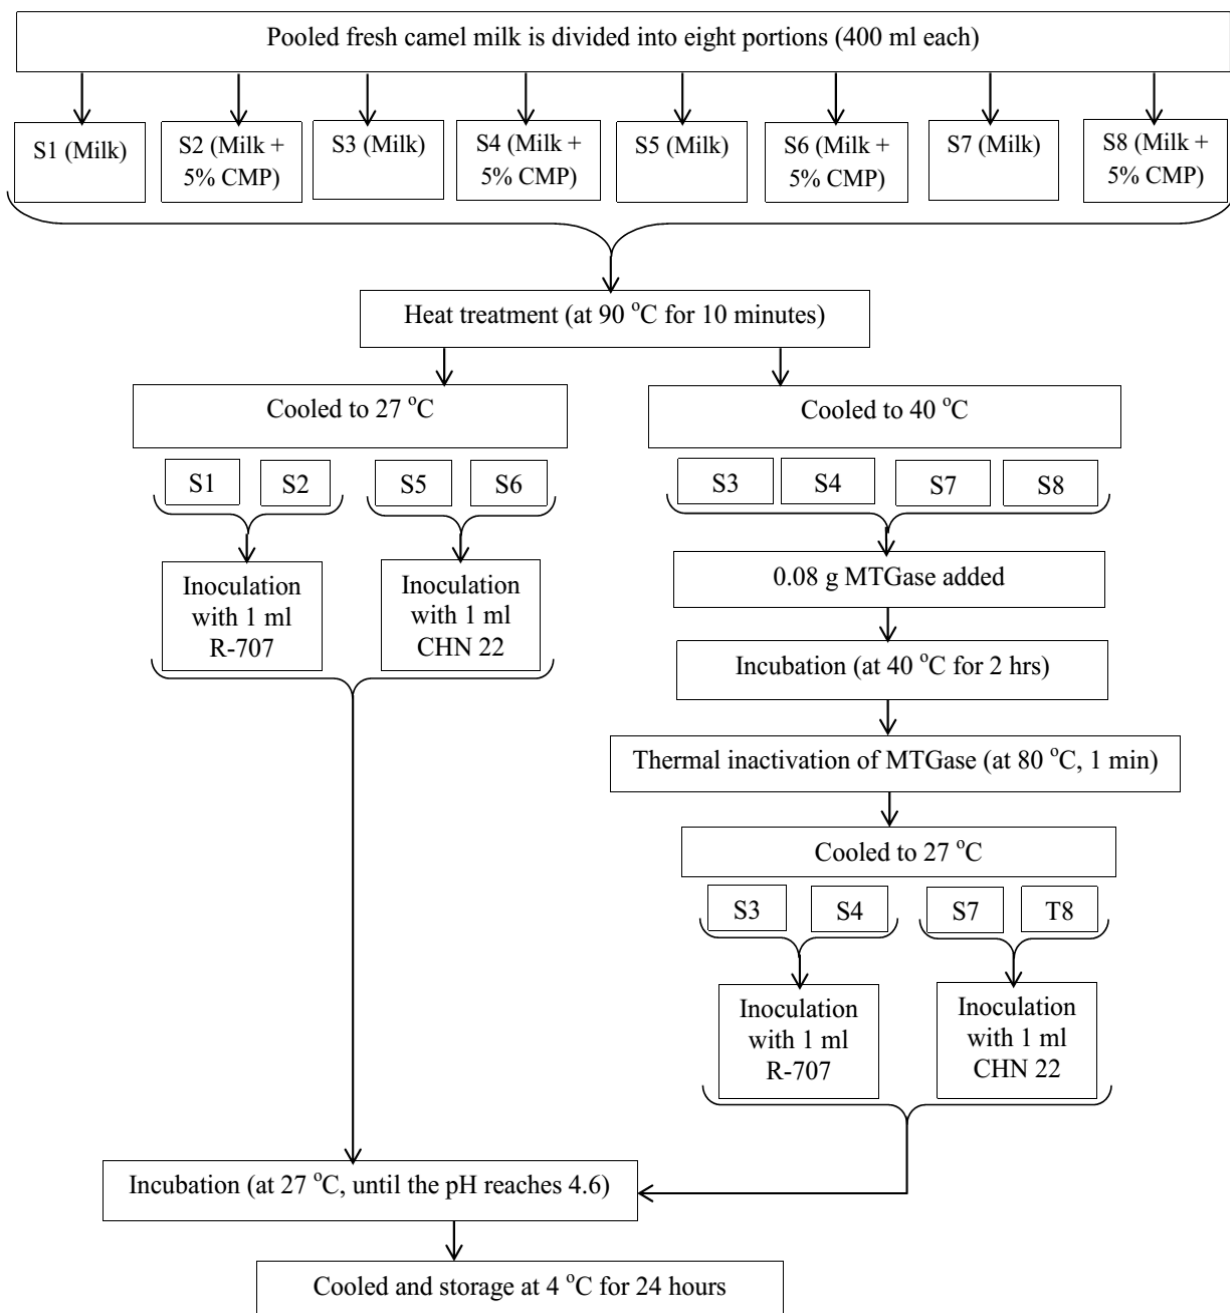 Pooled fresh camel milk is divided into eight portions (400 ml each)
S1 (Milk)
S2 (Milk +
5% CMP)
S3 (Milk)
S4 (Milk +
5% CMP)
S5 (Milk)
S6 (Milk +
5% CMP)
S7 (Milk)
S8 (Milk +
5% CMP)
Heat treatment (at 90 °C for 10 minutes)
Cooled to 27 °C
Cooled to 40 °C
S1
S2
S5
S6
S3
S4
S7
S8
Inoculation
with 1 ml
R-707
Inoculation
with 1 ml
CHN 22
0.08 g MTGase added
Incubation (at 40 °C for 2 hrs)
Thermal inactivation of MTGase (at 80 °C, 1 min)
Cooled to 27 °C
S3
S4
S7
T8
Inoculation
with 1 ml
R-707
Inoculation
with 1 ml
CHN 22
Incubation (at 27 °C, until the pH reaches 4.6)
Cooled and storage at 4 °C for 24 hours